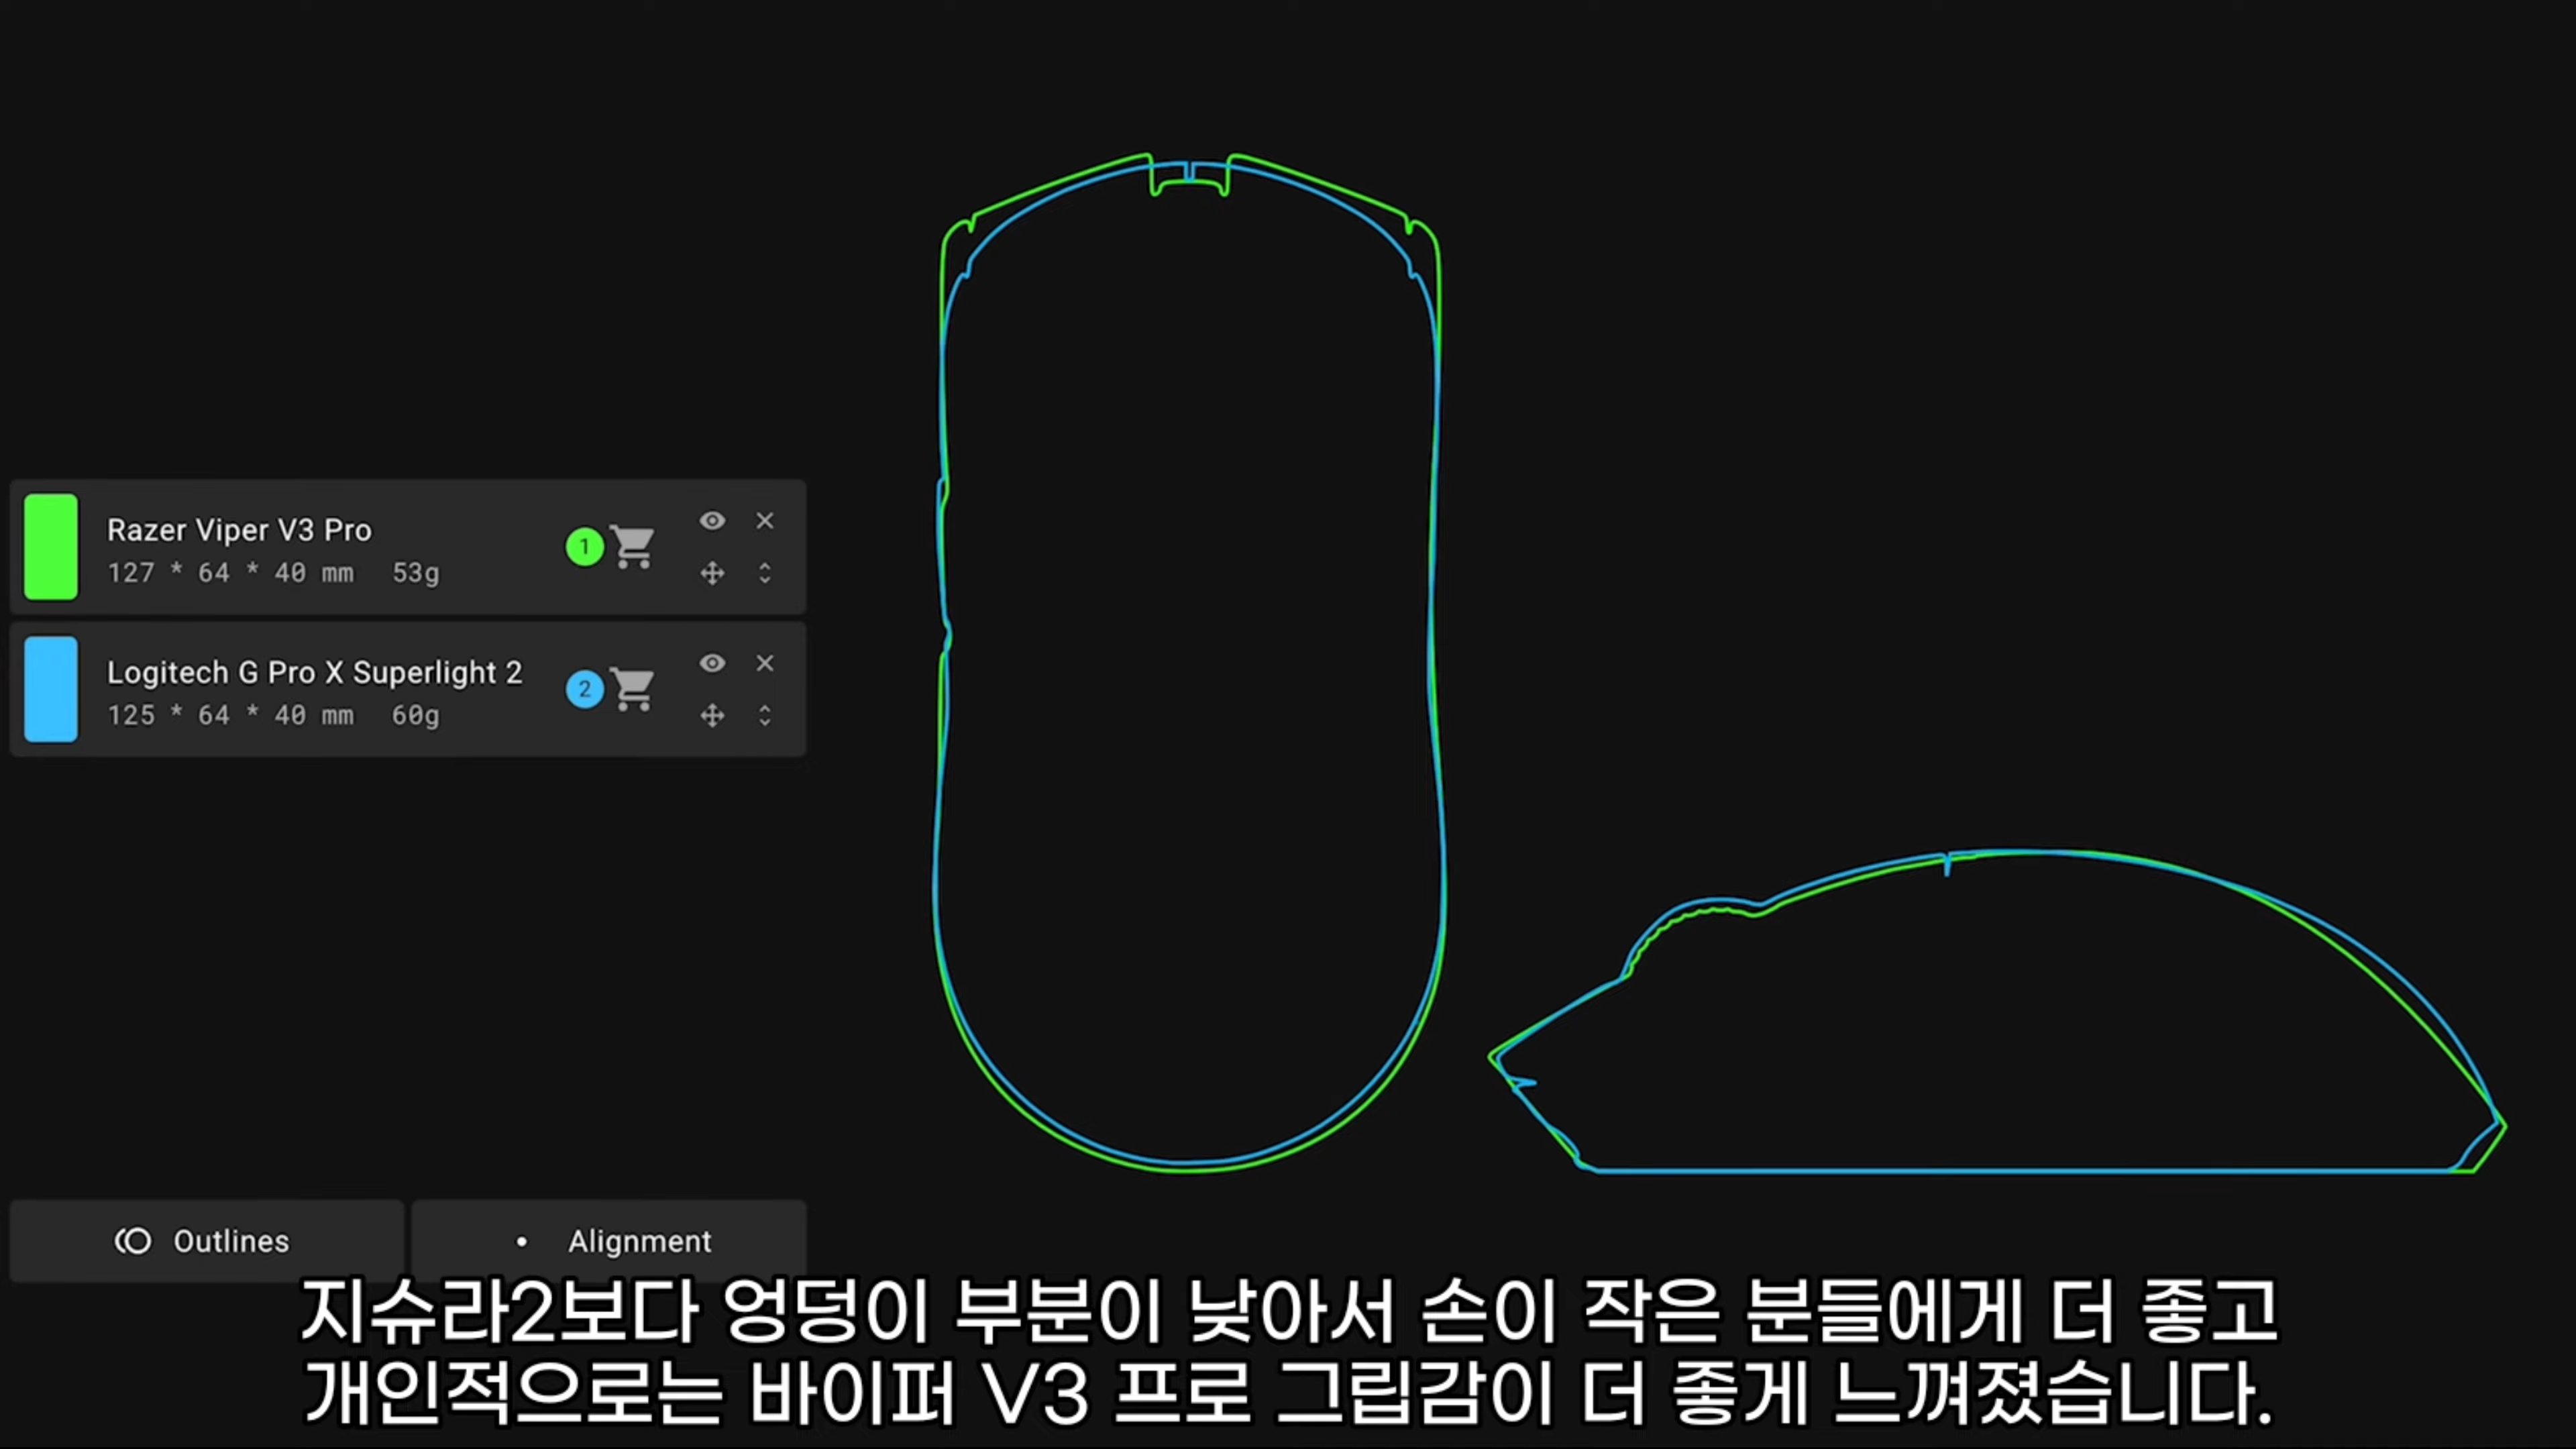 Razer Viper V3 Pro
127 * 64 * 40 mm 53g
1
Logitech G Pro X Superlight 2
125 * 64 * 40 mm 60g
2
Outlines
Alignment
지슈라2보다 엉덩이 부분이 낮아서 손이 작은 분들에게 더 좋고
개인적으로는 바이퍼 V3 프로 그립감이 더 좋게 느껴졌습니다.